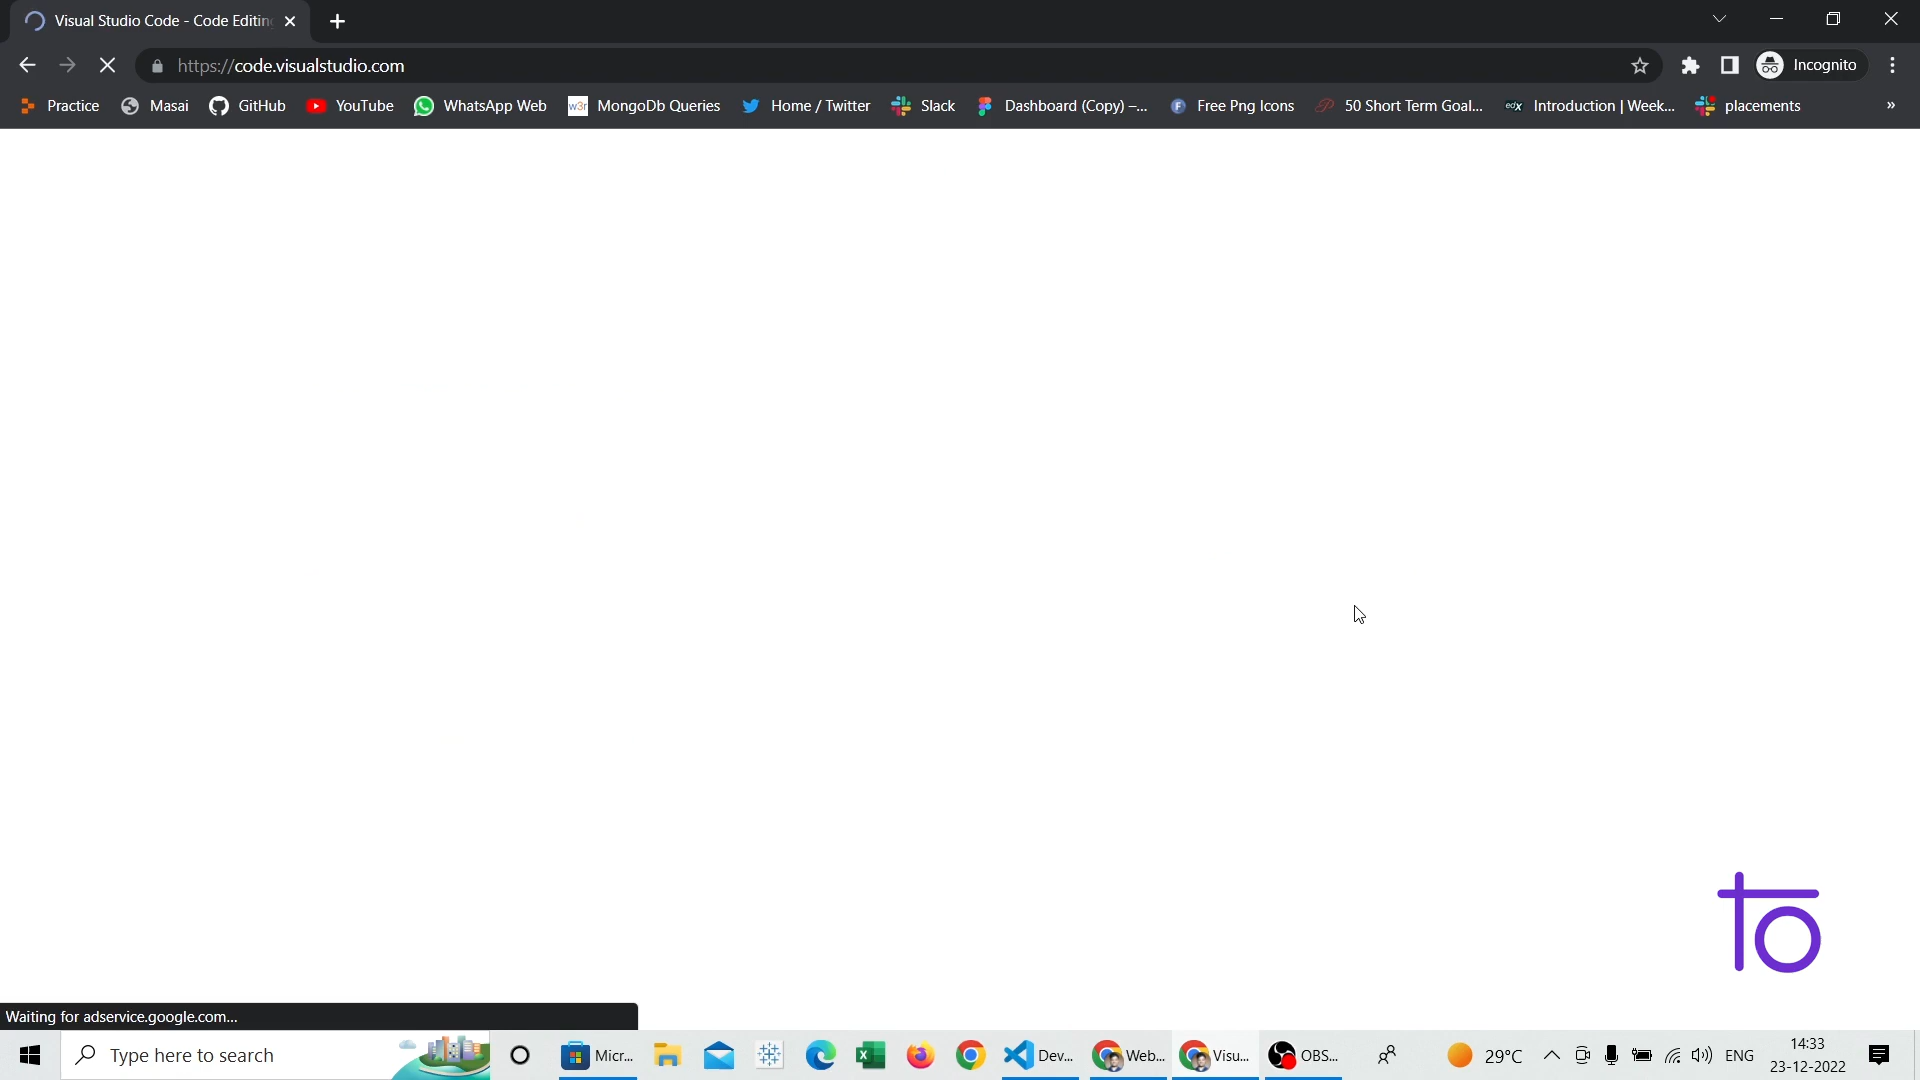 Visual Studio Code - Code Editin
https://code.visualstudio.com
Incognito
Practice
Masai
GitHub
YouTube
WhatsApp Web
w3r
MongoDb Queries
Home / Twitter
Slack
Dashboard (Copy) –...
F
Free Png Icons
50 Short Term Goal...
edX
Introduction | Week...
placements
»
to
Waiting for adservice.google.com...
Type here to search
Micr...
Dev...
Web...
Visu...
OBS...
29°C
ENG
14:33
23-12-2022